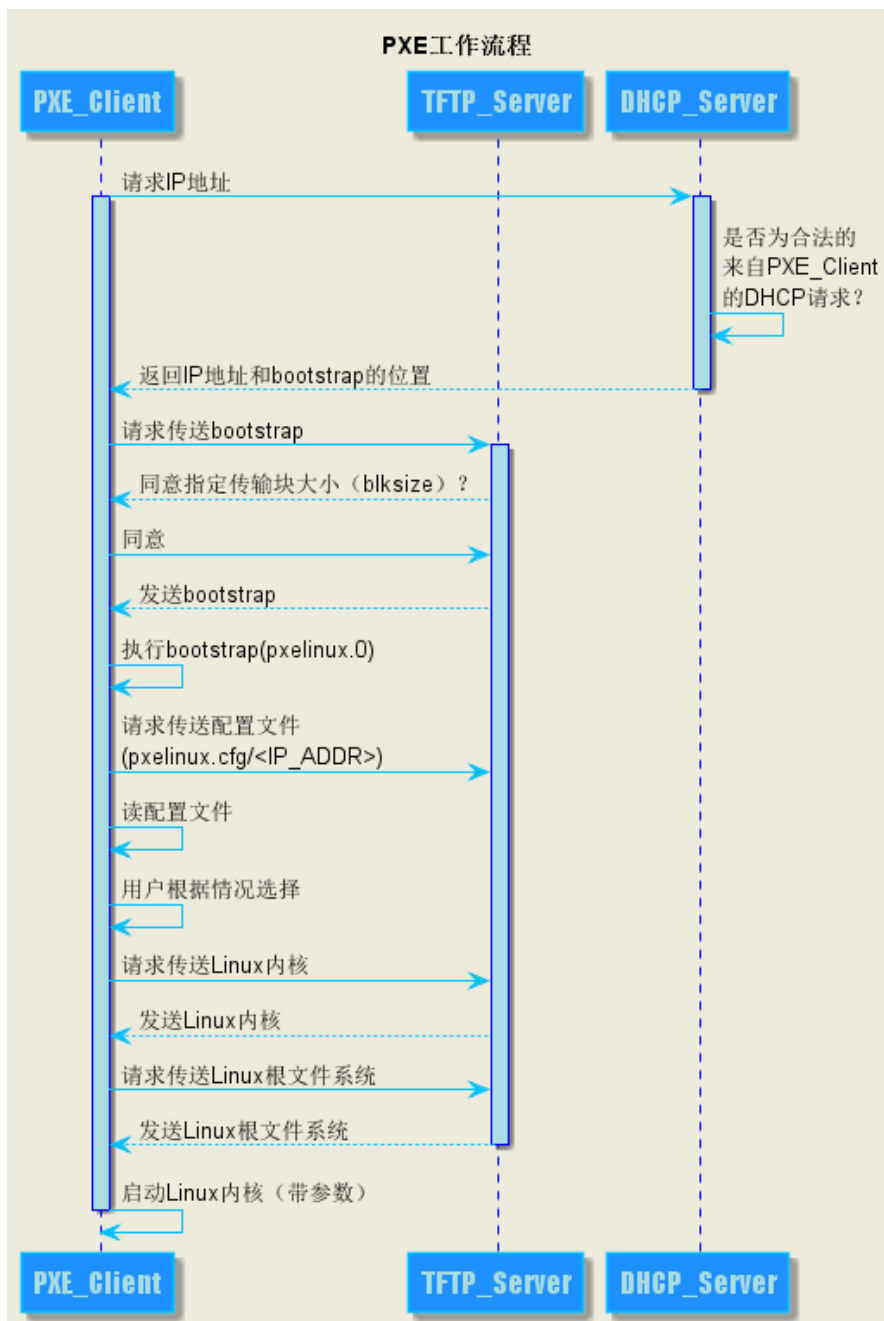 PXE工作流程
PXE_Client
TFTP_Server
DHCP_Server
请求IP地址
是否为合法的
来自PXE_Client
的DHCP请求？
返回IP地址和bootstrap的位置
请求传送bootstrap
同意指定传输块大小（blksize）？
同意
发送bootstrap
执行bootstrap(pxelinux.0)
请求传送配置文件
(pxelinux.cfg/<IP_ADDR>)
读配置文件
用户根据情况选择
请求传送Linux内核
发送Linux内核
请求传送Linux根文件系统
发送Linux根文件系统
启动Linux内核（带参数）
PXE_Client
TFTP_Server
DHCP_Server